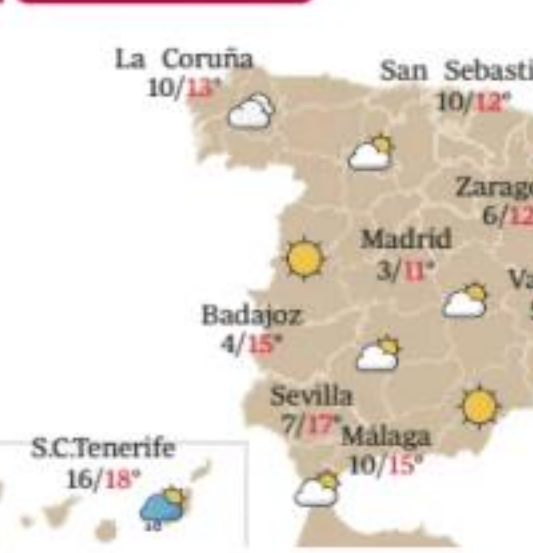 La Coruña
10/13°
San Sebasti
10/12°
Zarag
6/12
Madrid
3/11°
Va
Badajoz
4/15°
Sevilla
7/17°
Málaga
10/15°
S.C.Tenerife
16/18°